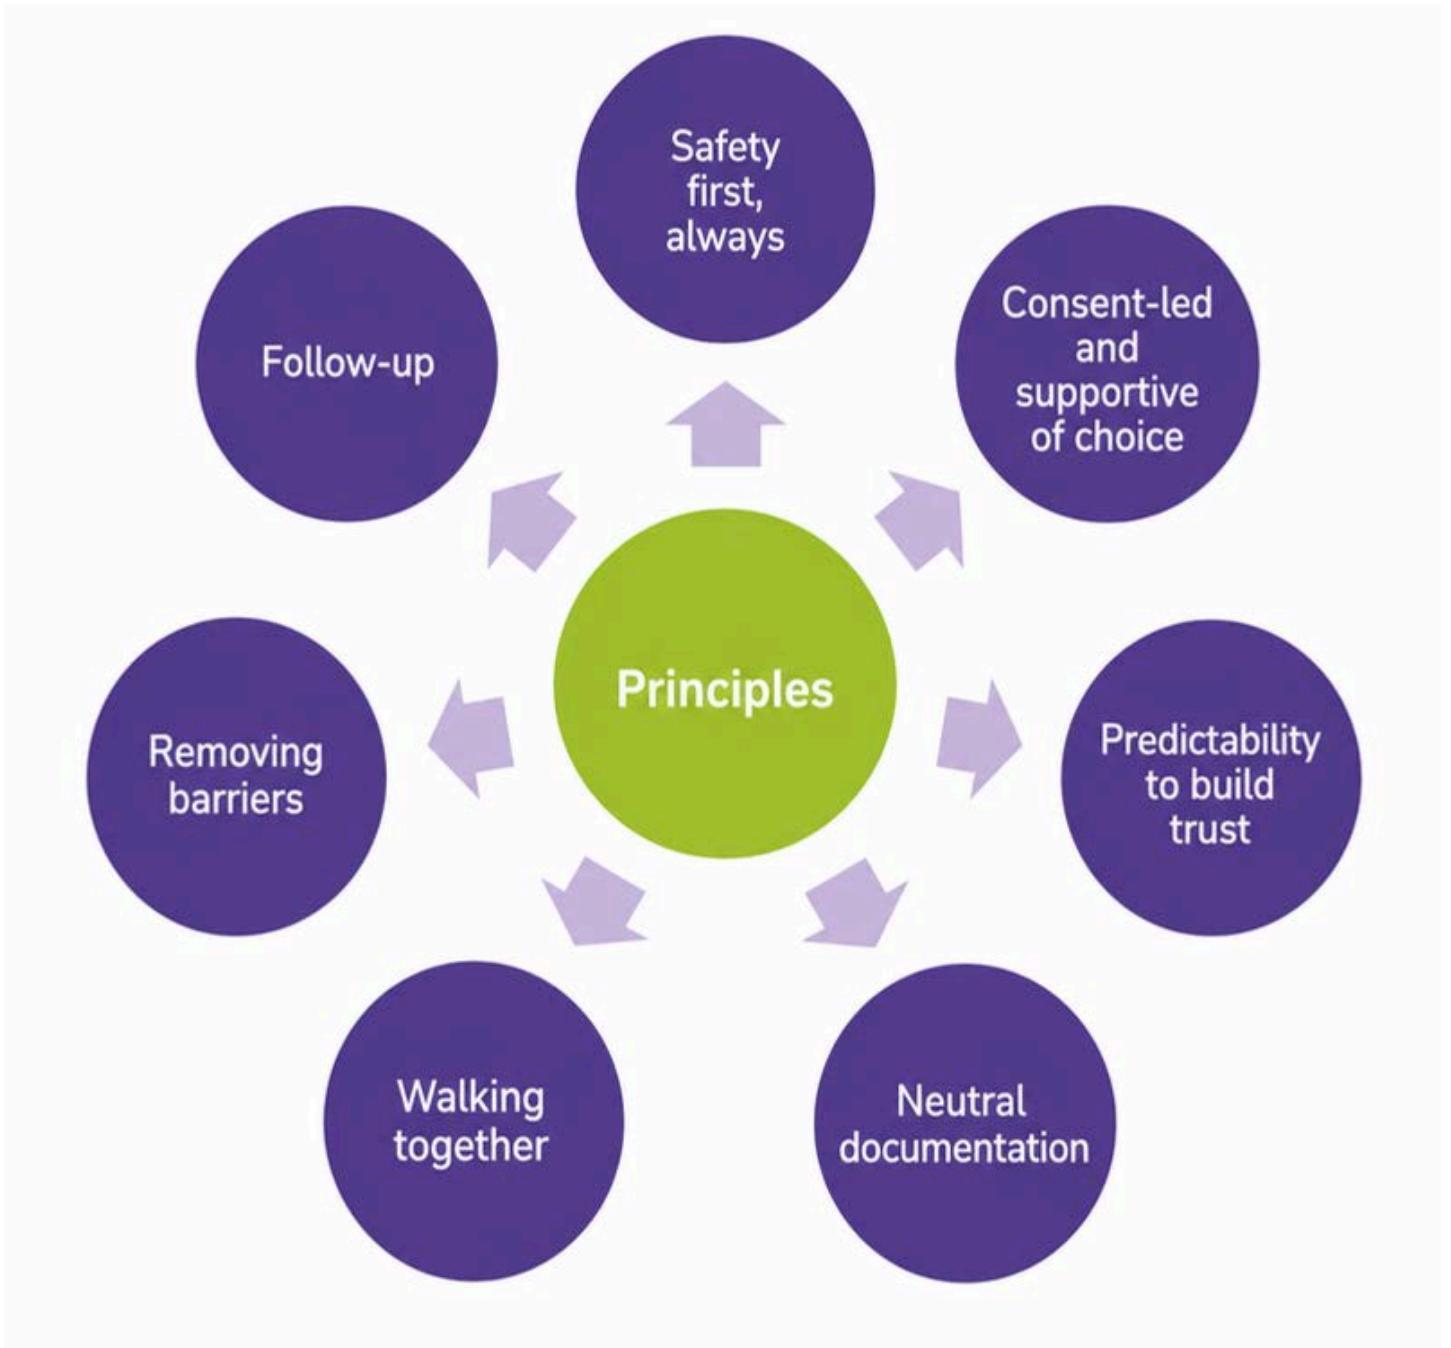 Safety
first,
always
Consent-led
and
supportive
of choice
Predictability
to build
trust
Neutral
documentation
Walking
together
Removing
barriers
Follow-up
Principles